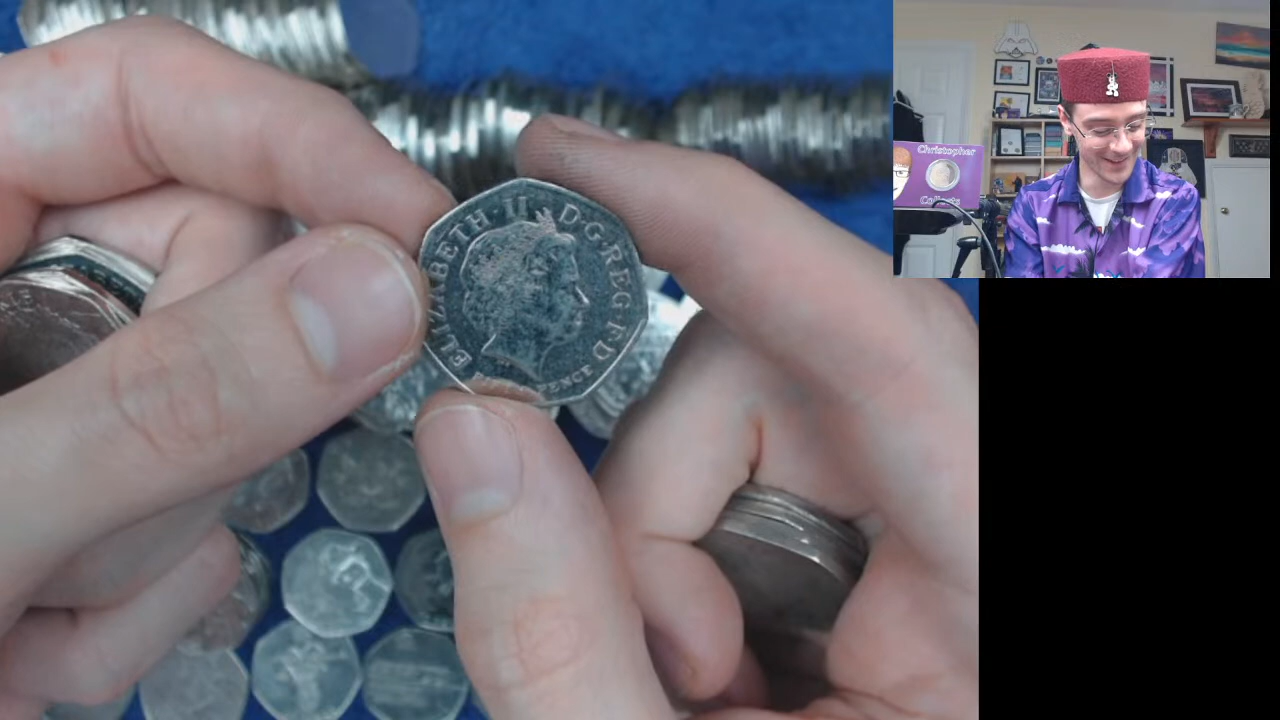 ELIZABETH · II · D · G · REG · F · D
PENCE
Christopher
Collects